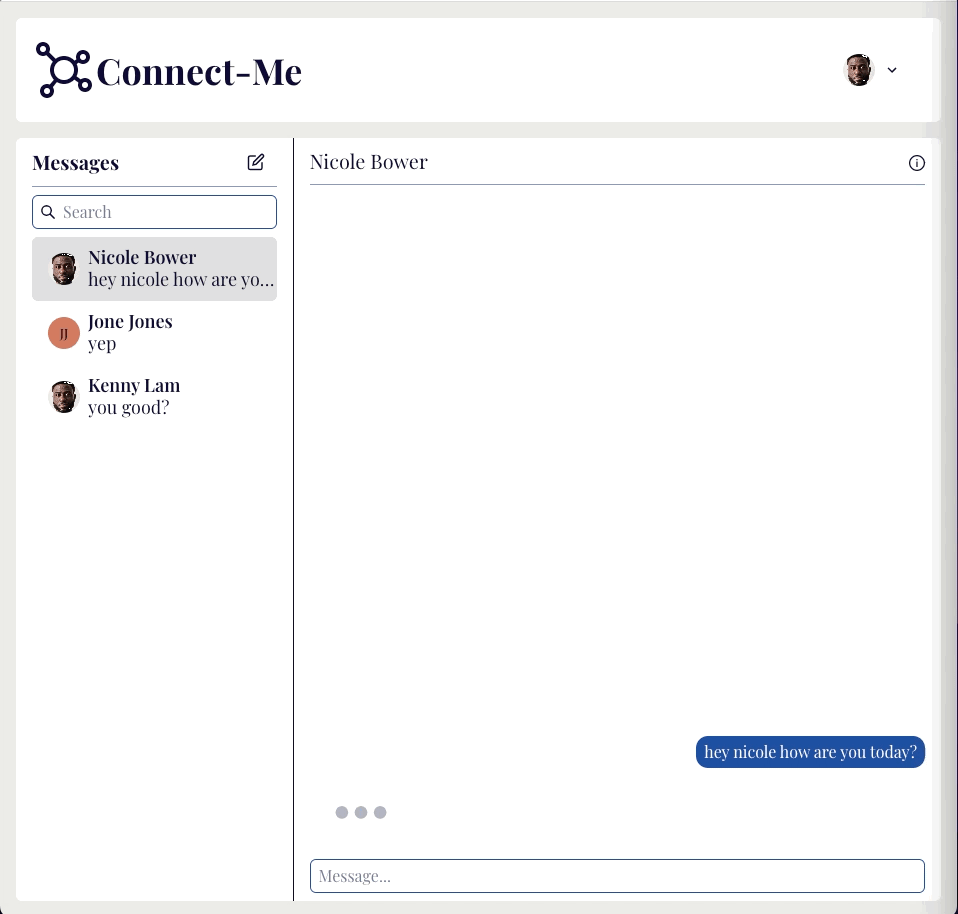 Connect-Me
Messages
Search
Nicole Bower
hey nicole how are yo...
JJ
Jone Jones
yep
Kenny Lam
you good?
Nicole Bower
hey nicole how are you today?
Message...